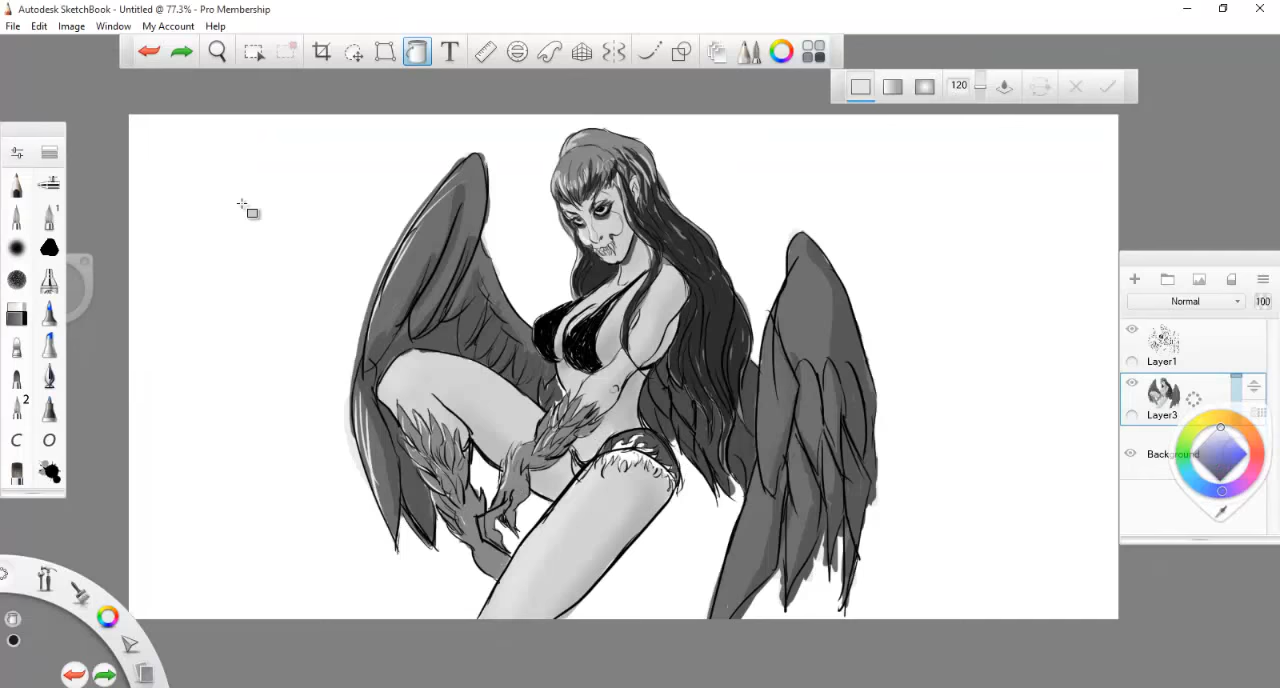 Autodesk SketchBook - Untitled @ 77.3% - Pro Membership
File Edit Image Window My Account Help
T
120
1
2
C O
Normal 100
Layer1
Layer3
Background